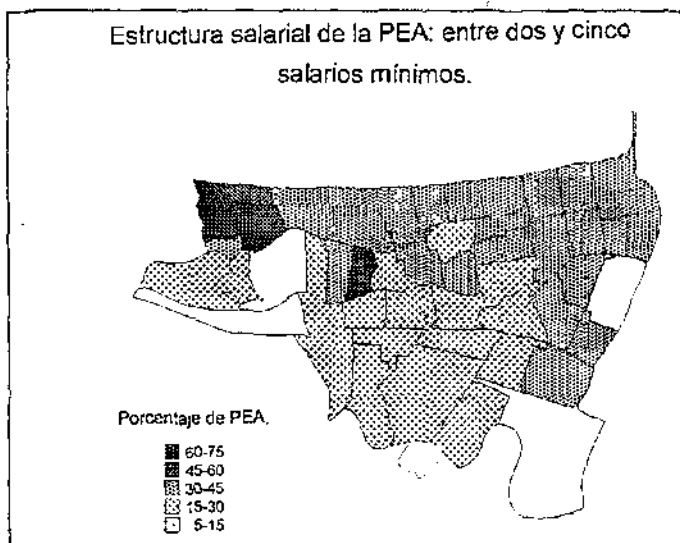 Estructura salarial de la PEA: entre dos y cinco
salarios mínimos.
Porcentaje de PEA.
60-75
45-60
30-45
15-30
5-15